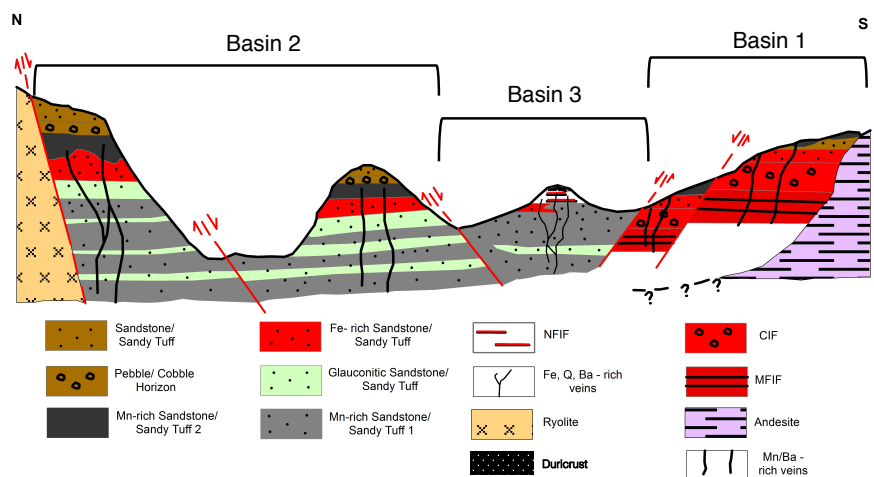 N
S
Basin 2
Basin 1
Basin 3
? ? ?
Sandstone/
Sandy Tuff
Fe- rich Sandstone/
Sandy Tuff
NFIF
CIF
Pebble/ Cobble
Horizon
Glauconitic Sandstone/
Sandy Tuff
Fe, Q, Ba - rich
veins
MFIF
Mn-rich Sandstone/
Sandy Tuff 2
Mn-rich Sandstone/
Sandy Tuff 1
Ryolite
Andesite
Duricrust
Mn/Ba -
rich veins